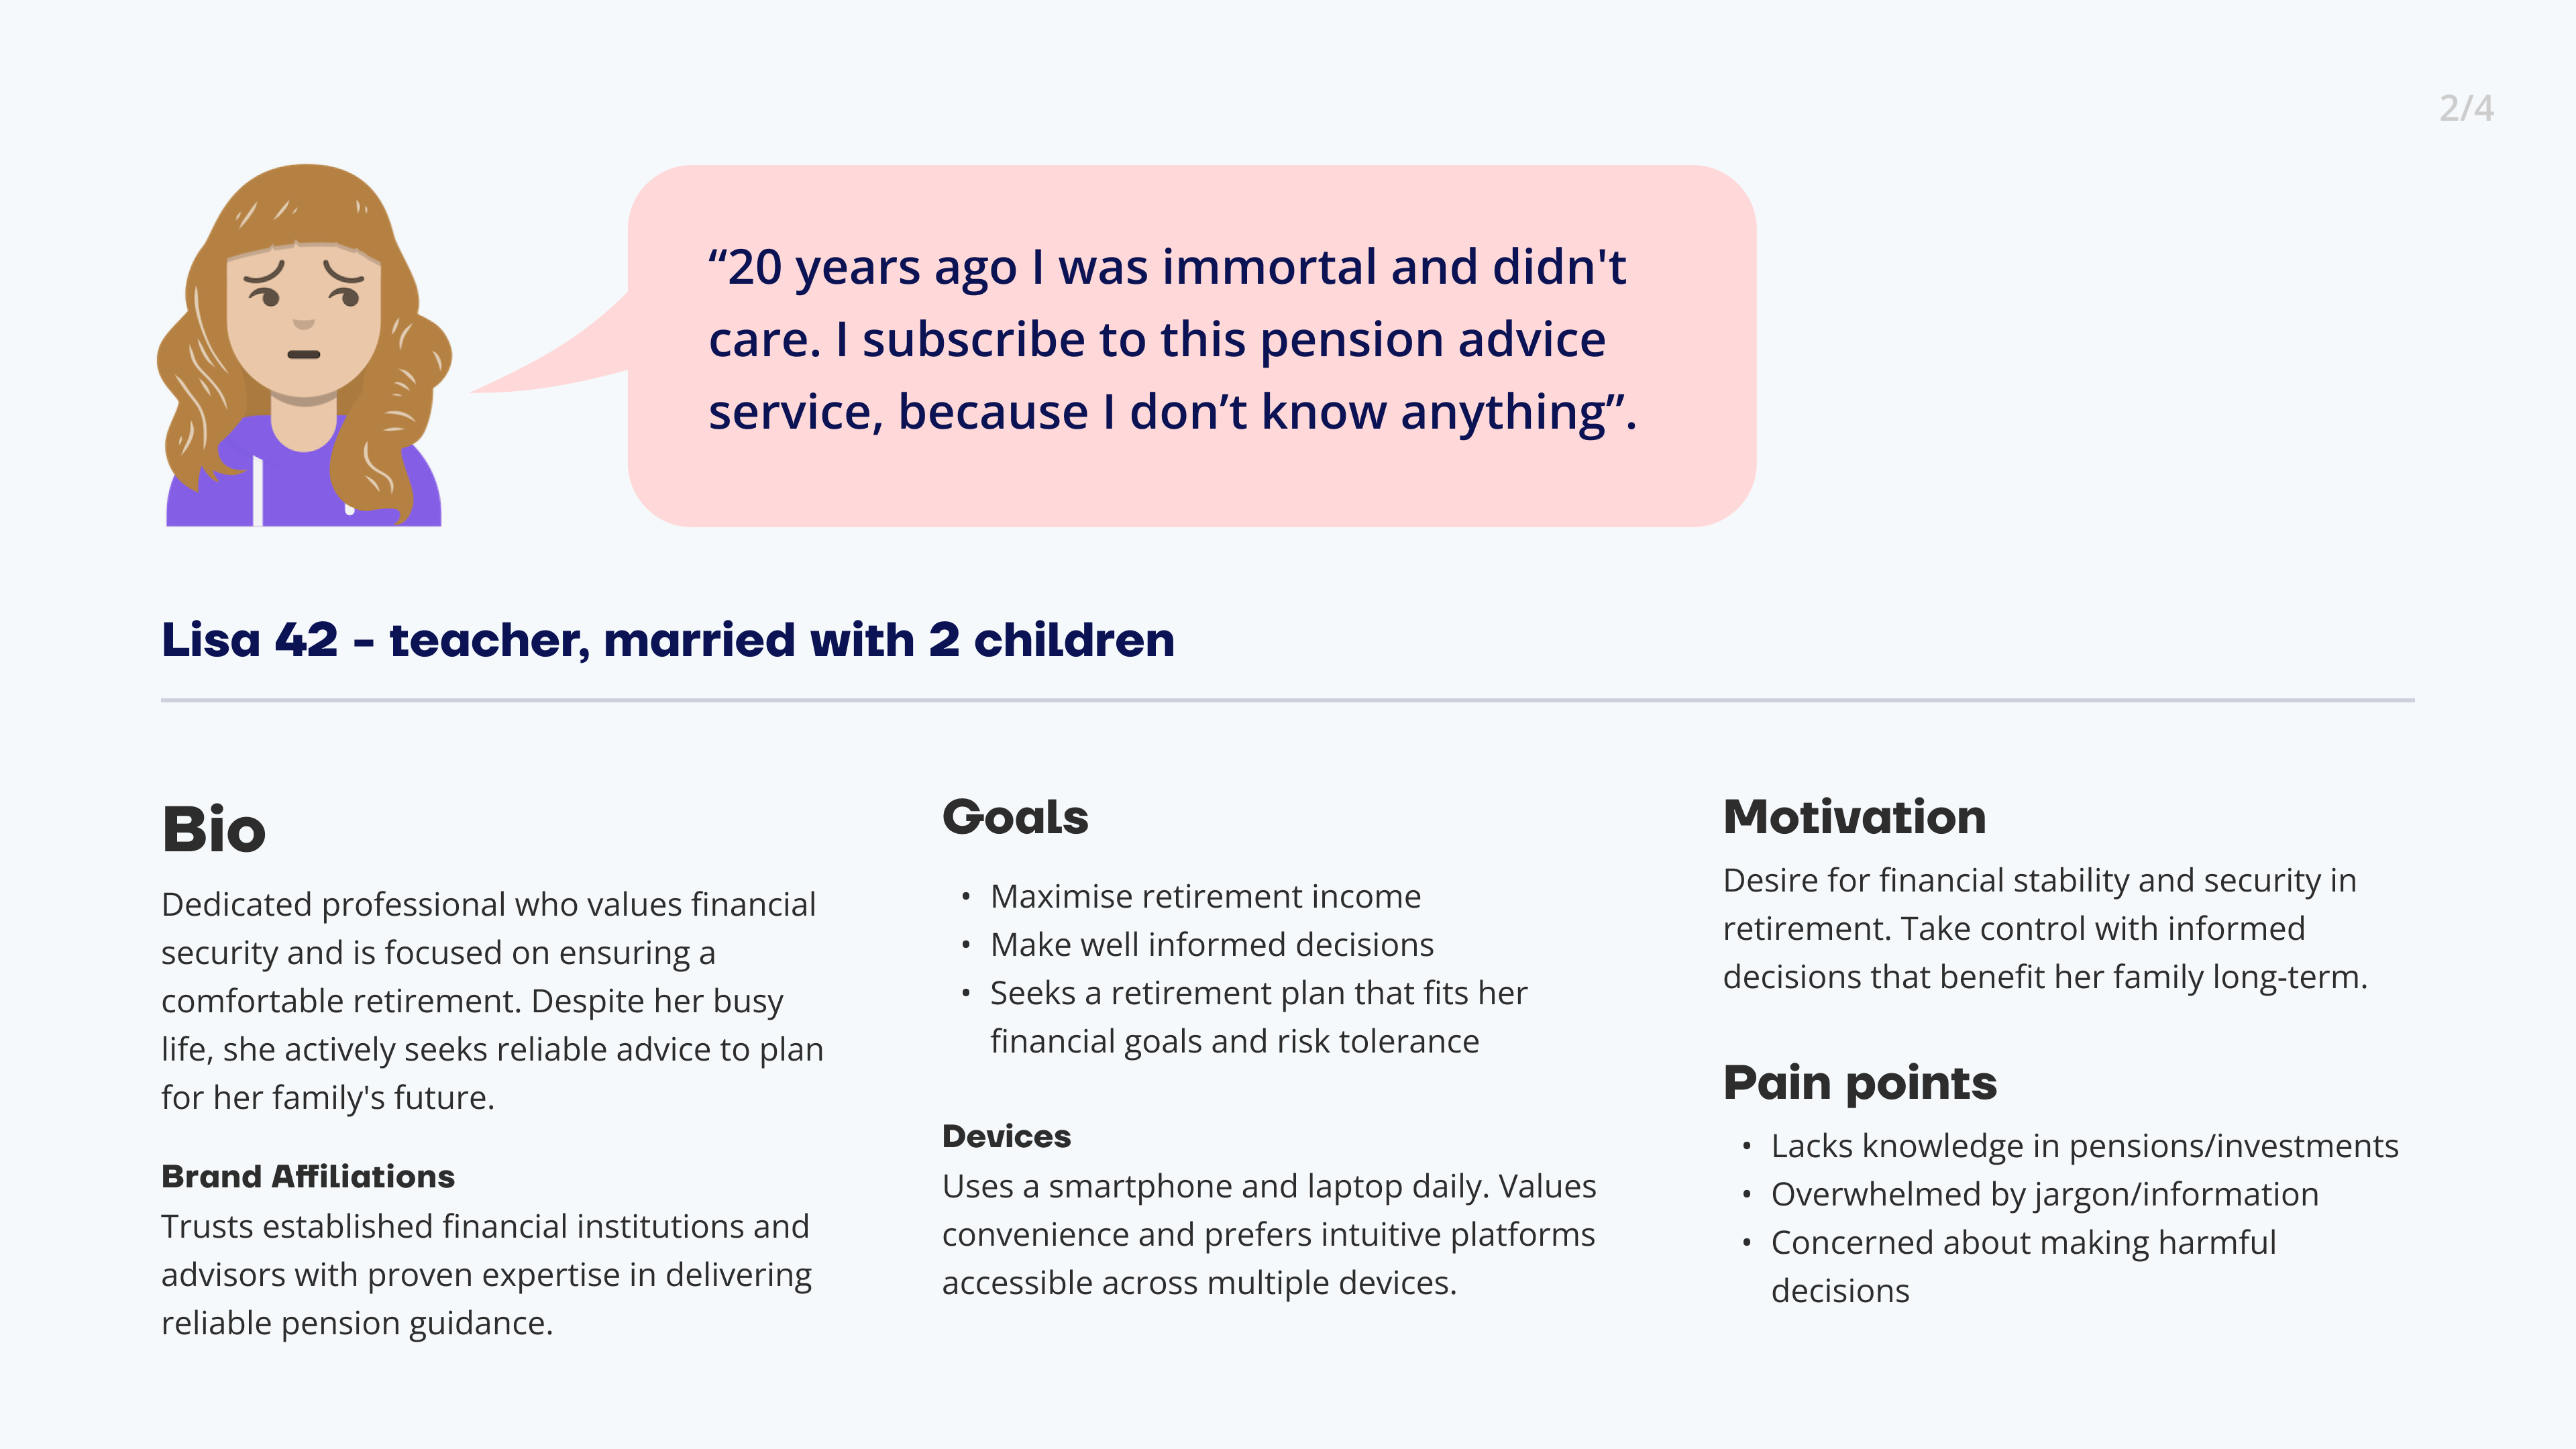 2/4
“20 years ago I was immortal and didn't
care. I subscribe to this pension advice
service, because I don’t know anything”.
Lisa 42 - teacher, married with 2 children
Bio
Dedicated professional who values financial
security and is focused on ensuring a
comfortable retirement. Despite her busy
life, she actively seeks reliable advice to plan
for her family's future.
Brand Affiliations
Trusts established financial institutions and
advisors with proven expertise in delivering
reliable pension guidance.
Goals
• Maximise retirement income
• Make well informed decisions
• Seeks a retirement plan that fits her
financial goals and risk tolerance
Devices
Uses a smartphone and laptop daily. Values
convenience and prefers intuitive platforms
accessible across multiple devices.
Motivation
Desire for financial stability and security in
retirement. Take control with informed
decisions that benefit her family long-term.
Pain points
• Lacks knowledge in pensions/investments
• Overwhelmed by jargon/information
• Concerned about making harmful
decisions